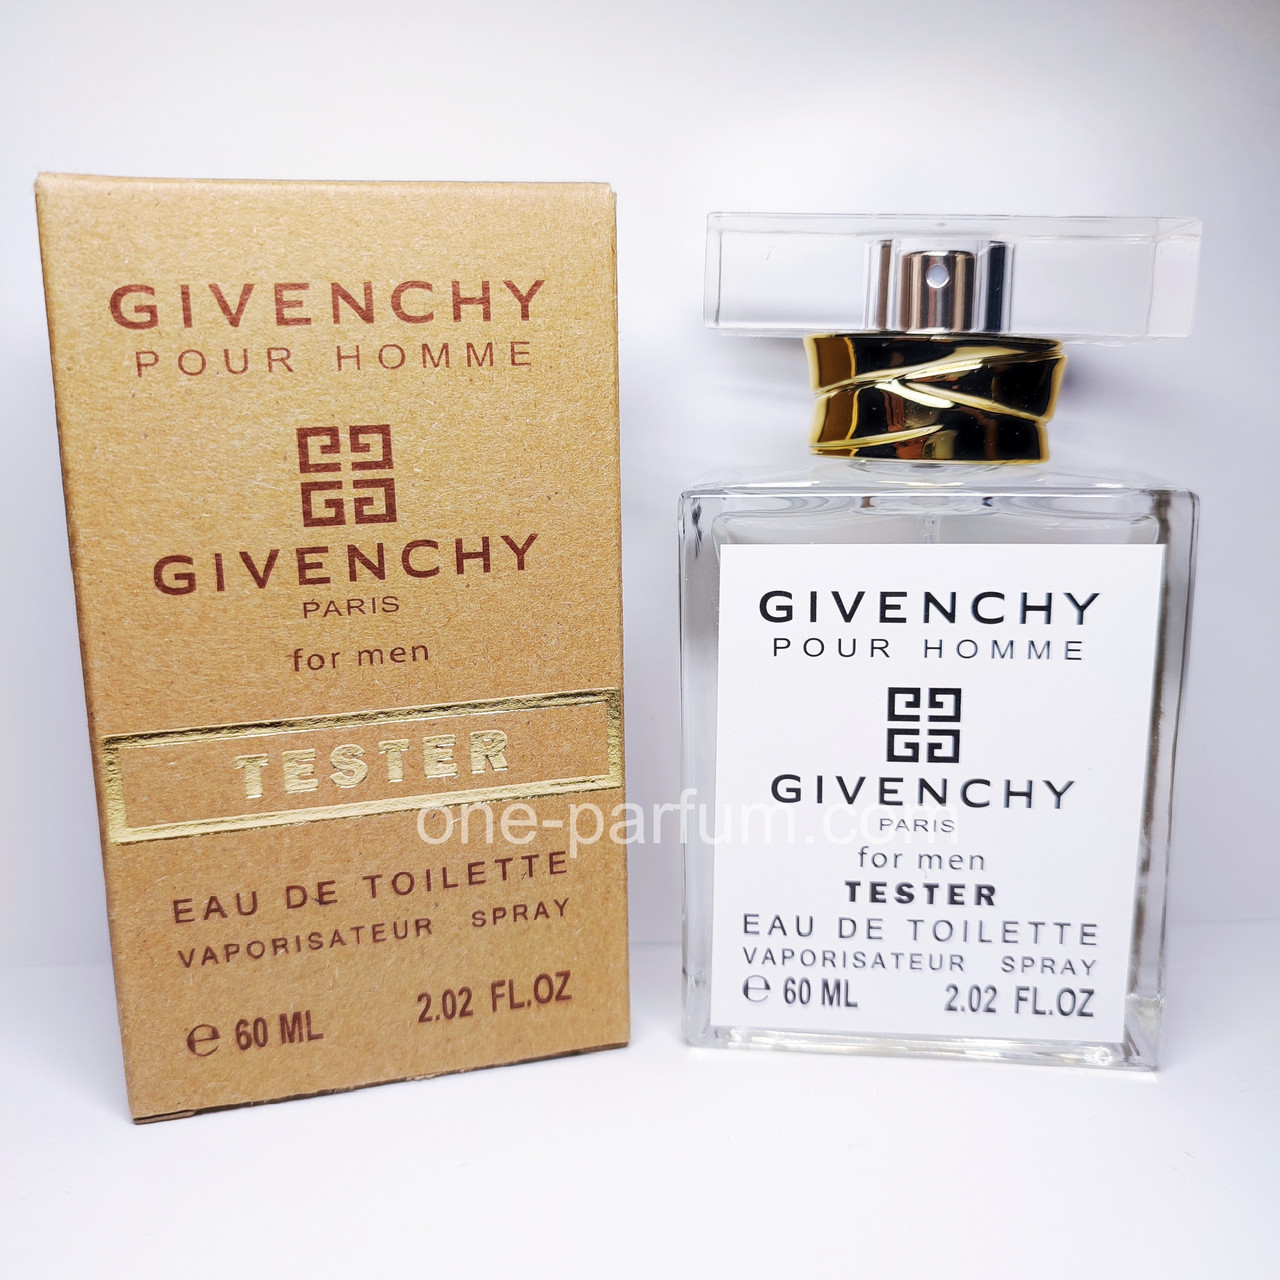 GIVENCHY
POUR HOMME
GIVENCHY
PARIS
for men
TESTER
EAU DE TOILETTE
VAPORISATEUR SPRAY
℮ 60 ML 2.02 FL.OZ
GIVENCHY
POUR HOMME
GIVENCHY
PARIS
for men
TESTER
EAU DE TOILETTE
VAPORISATEUR SPRAY
℮ 60 ML 2.02 FL.OZ
one-parfum.com